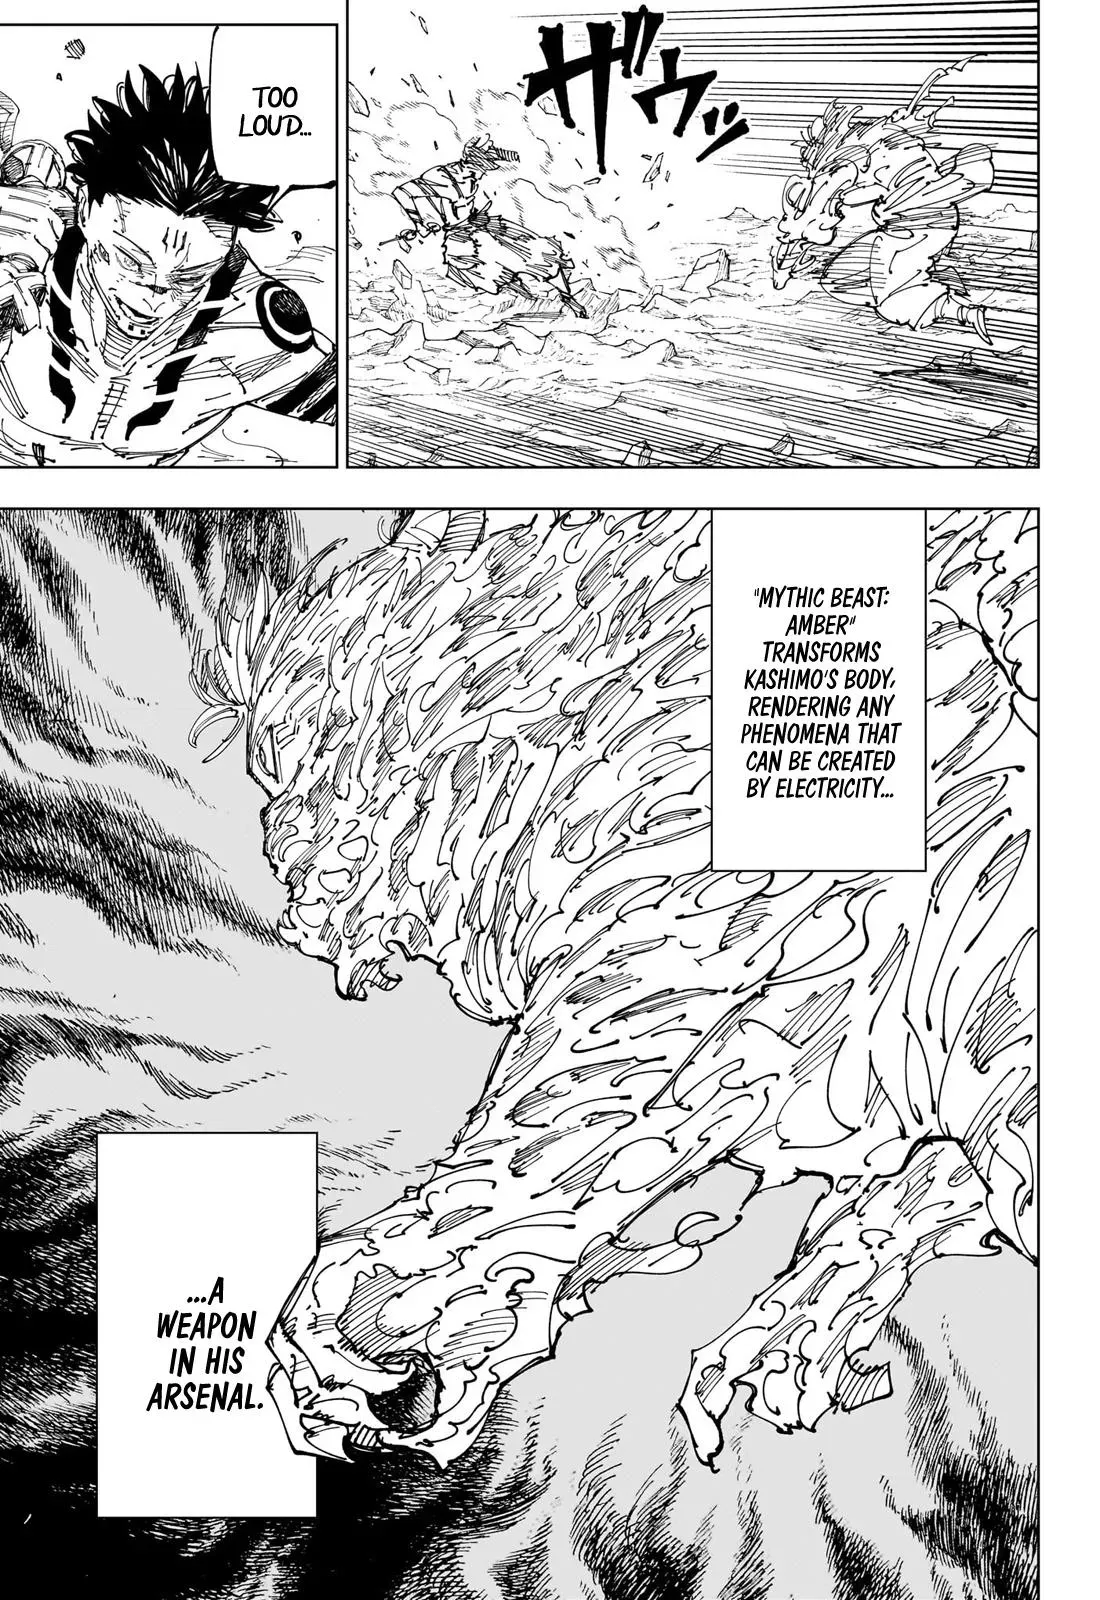 ザウッ
TOO
LOUD...
"MYTHIC BEAST:
AMBER"
TRANSFORMS
KASHIMO'S BODY,
RENDERING ANY
PHENOMENA THAT
CAN BE CREATED
BY ELECTRICITY...
...A
WEAPON
IN HIS
ARSENAL.